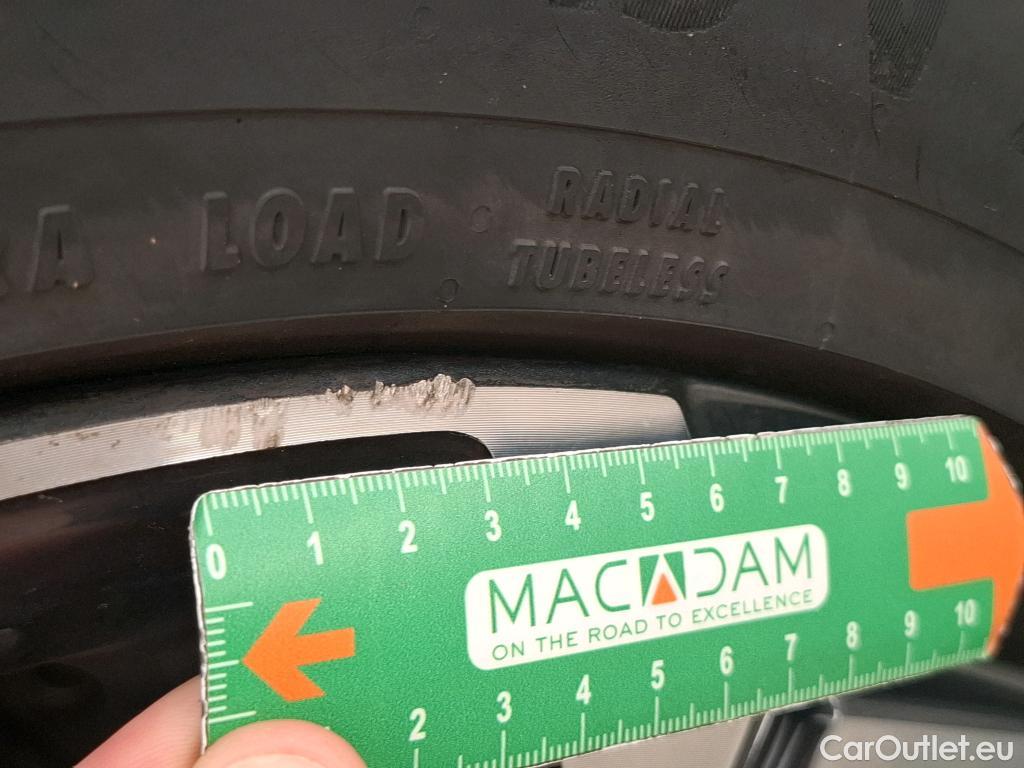 RA LOAD
RADIAL
TUBELESS
0 1 2 3 4 5 6 7 8 9 10
MACADAM
ON THE ROAD TO EXCELLENCE
2 3 4 5 6 7 8 9 10
CarOutlet.eu